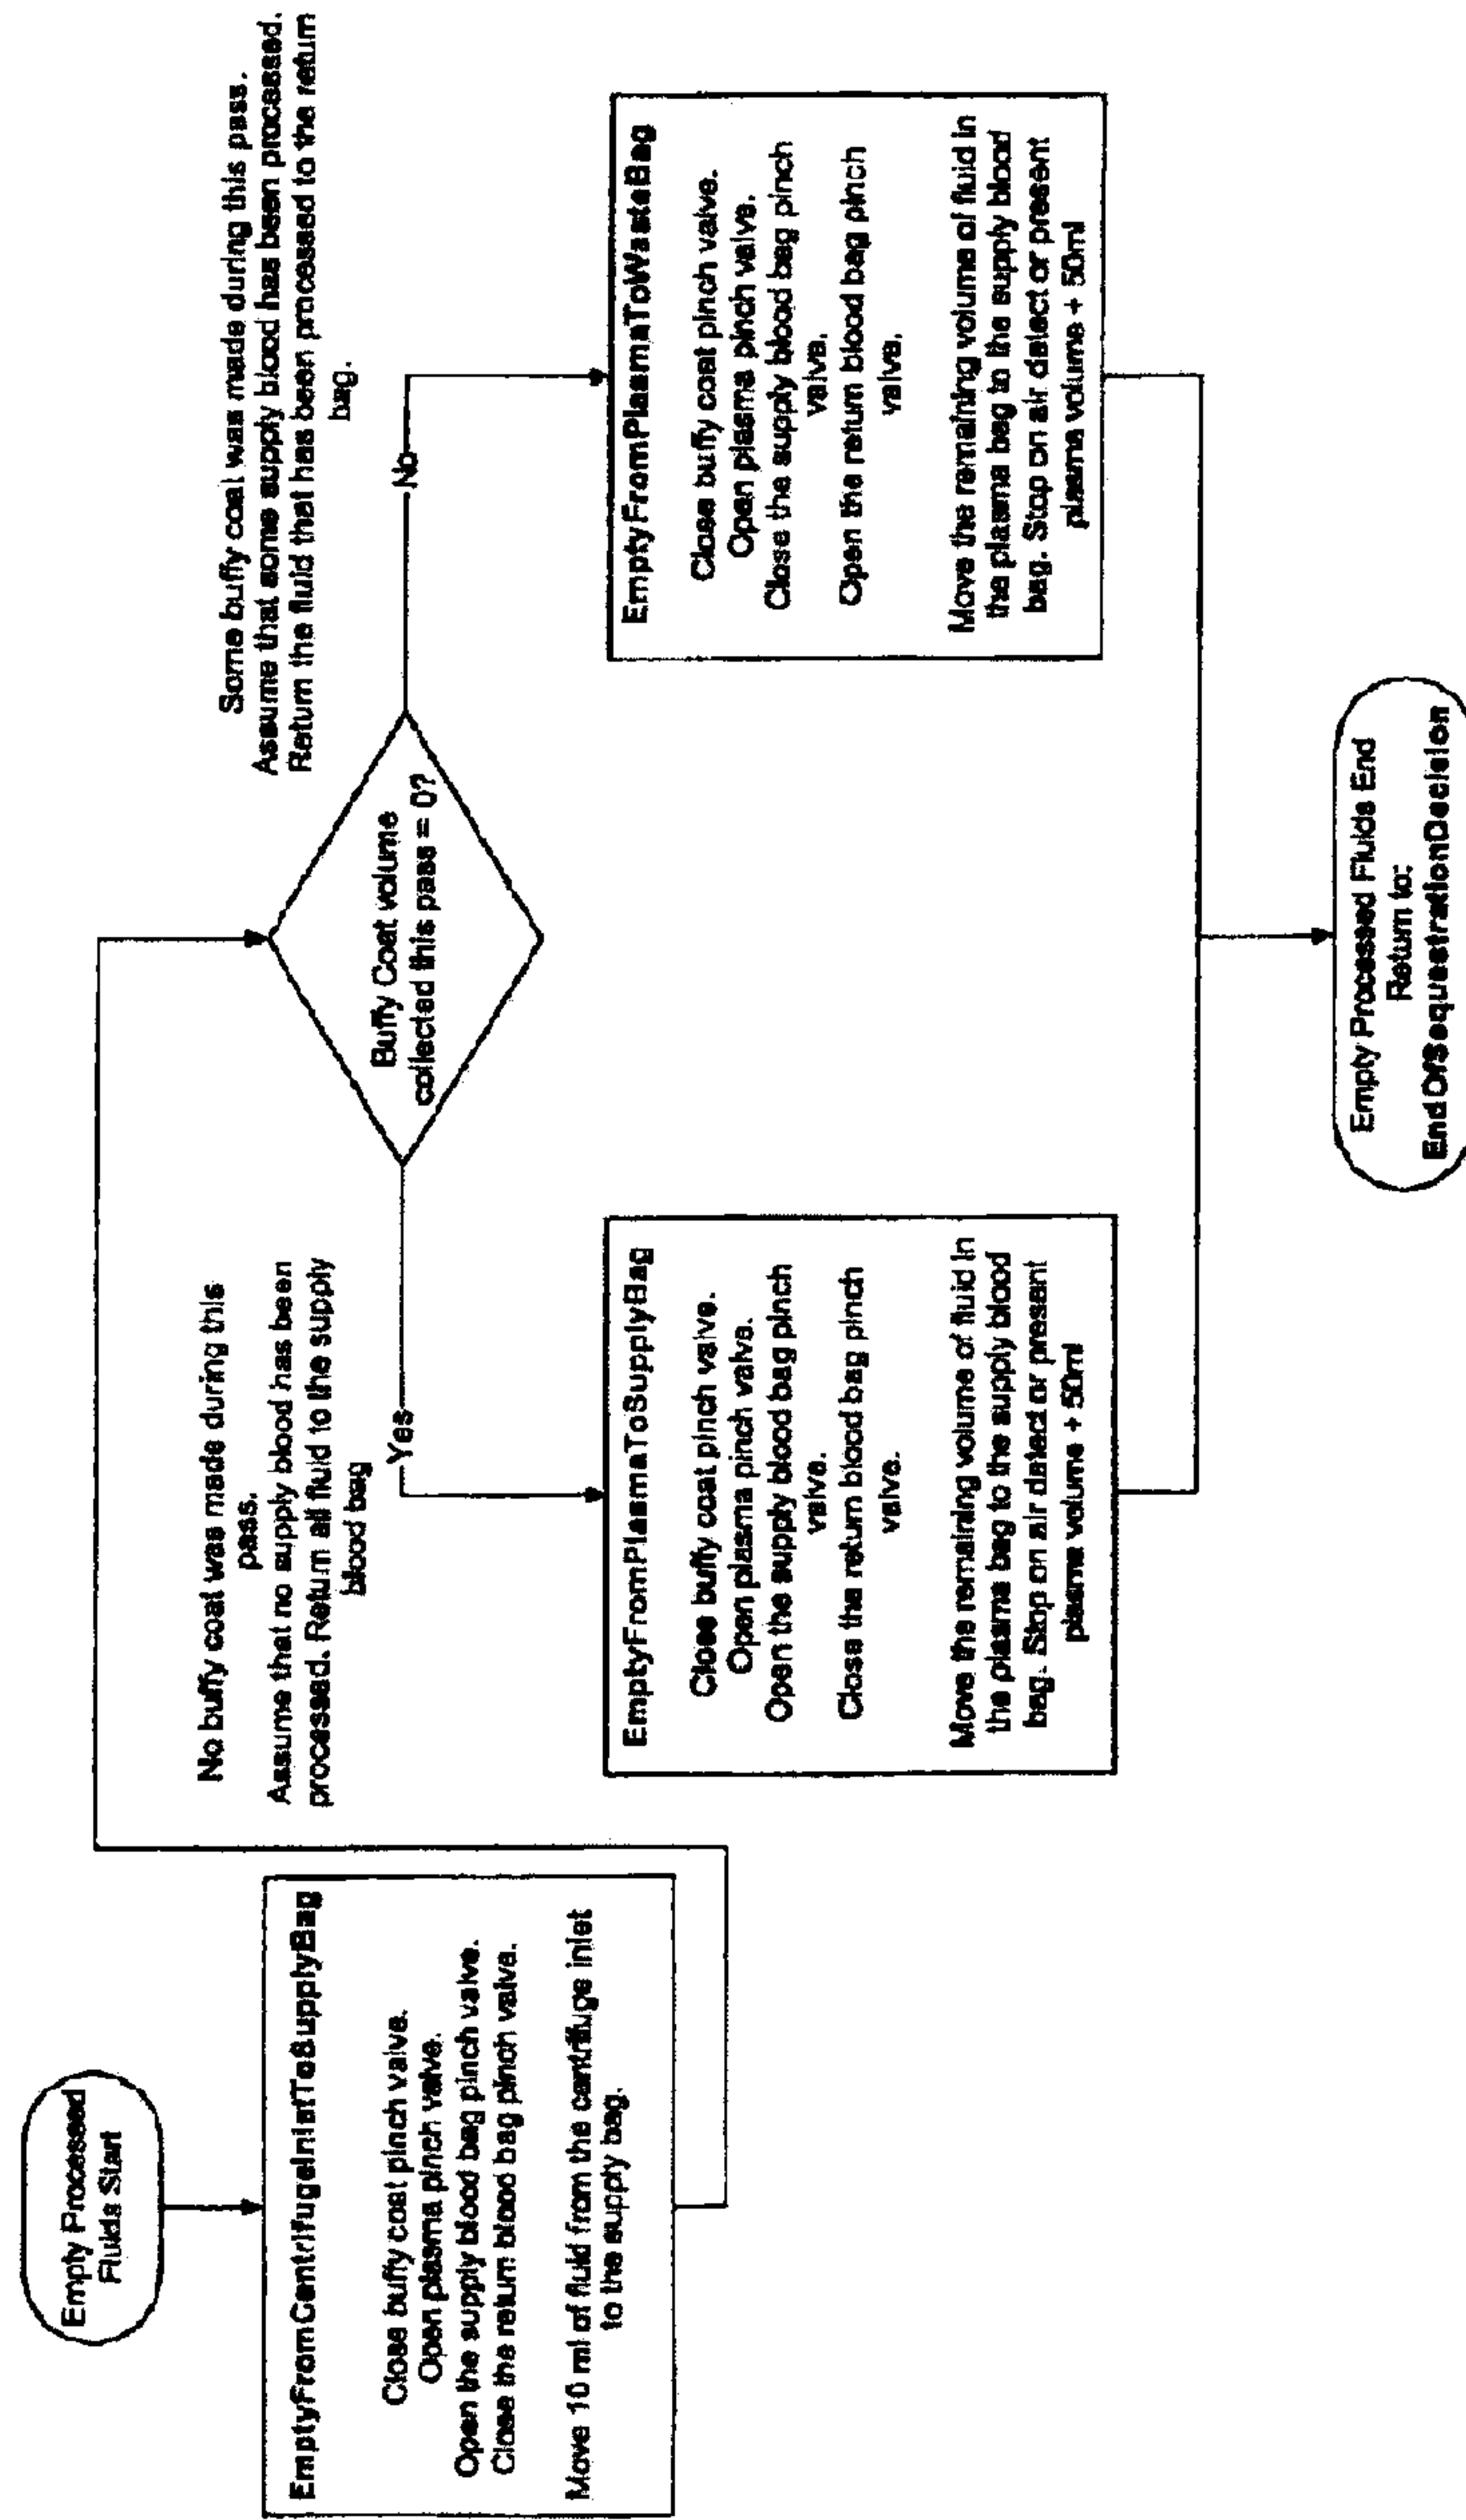 Empty Processed
Fluids Start
EmptyFromCentrifugeInletToSupplyBag
Close buffy coat pinch valve.
Open plasma pinch valve.
Open the supply blood bag pinch valve.
Close the return blood bag pinch valve.
Move 10 ml of fluid from the centrifuge inlet
to the supply bag.
No buffy coat was made during this
pass.
Assume that no supply blood has been
processed. Return all fluid to the supply
blood bag
Buffy Coat volume
collected this pass = 0?
Yes
No
Some buffy coat was made during this pass.
Assume that some supply blood has been processed.
Return the fluid that has been processed to the return
bag.
EmptyFromPlasmaToSupplyBag
Close buffy coat pinch valve.
Open plasma pinch valve.
Open the supply blood bag pinch
valve.
Close the return blood bag pinch
valve.
Move the remaining volume of fluid in
the plasma bag to the supply blood
bag. Stop on air detect or present
plasma volume + 50ml
EmptyFromPlasmaToWasteBag
Close buffy coat pinch valve.
Open plasma pinch valve.
Close the supply blood bag pinch
valve.
Open the return blood bag pinch
valve.
Move the remaining volume of fluid in
the plasma bag to the supply blood
bag. Stop on air detect or present
plasma volume + 50ml
Empty Processed Fluids End
Return to:
EndOfSequestrationDecision